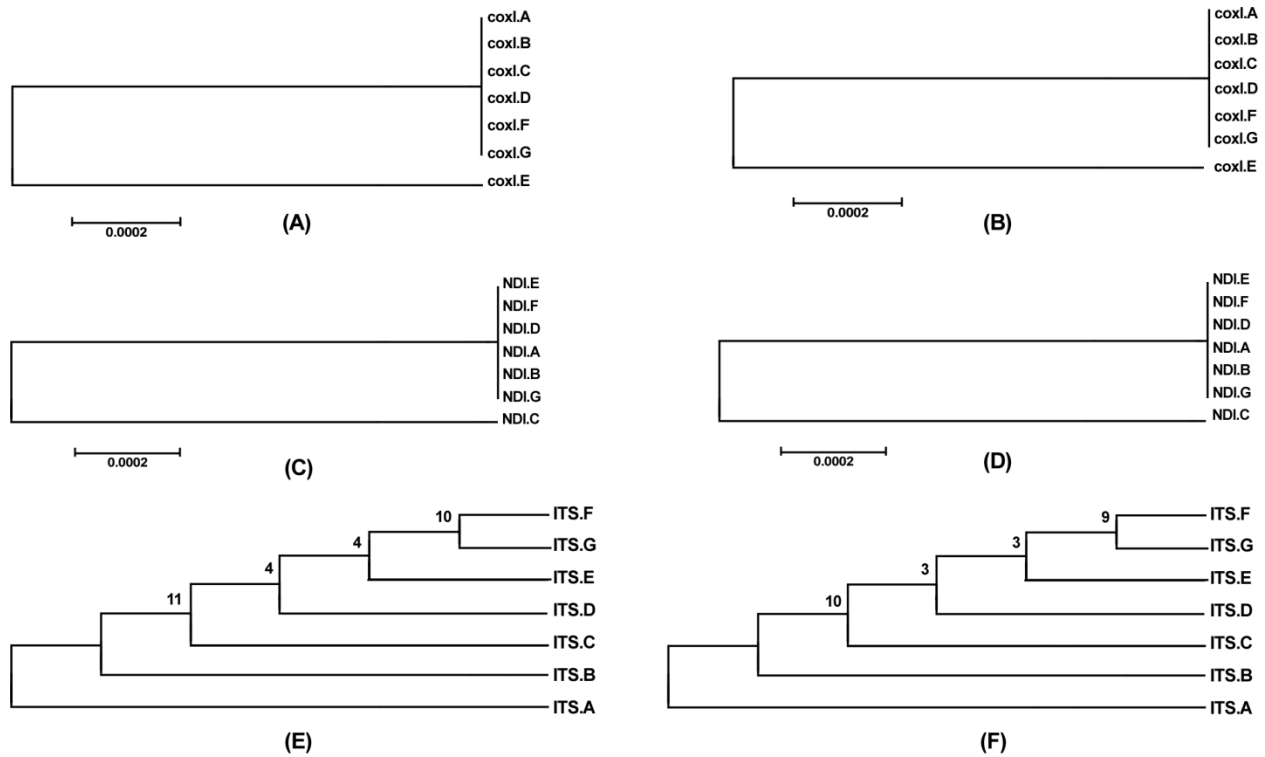 coxI.A
coxI.B
coxI.C
coxI.D
coxI.F
coxI.G
coxI.E
0.0002
(A)
coxI.A
coxI.B
coxI.C
coxI.D
coxI.F
coxI.G
coxI.E
0.0002
(B)
NDI.E
NDI.F
NDI.D
NDI.A
NDI.B
NDI.G
NDI.C
0.0002
(C)
NDI.E
NDI.F
NDI.D
NDI.A
NDI.B
NDI.G
NDI.C
0.0002
(D)
10
4
4
11
ITS.F
ITS.G
ITS.E
ITS.D
ITS.C
ITS.B
ITS.A
(E)
9
3
3
10
ITS.F
ITS.G
ITS.E
ITS.D
ITS.C
ITS.B
ITS.A
(F)